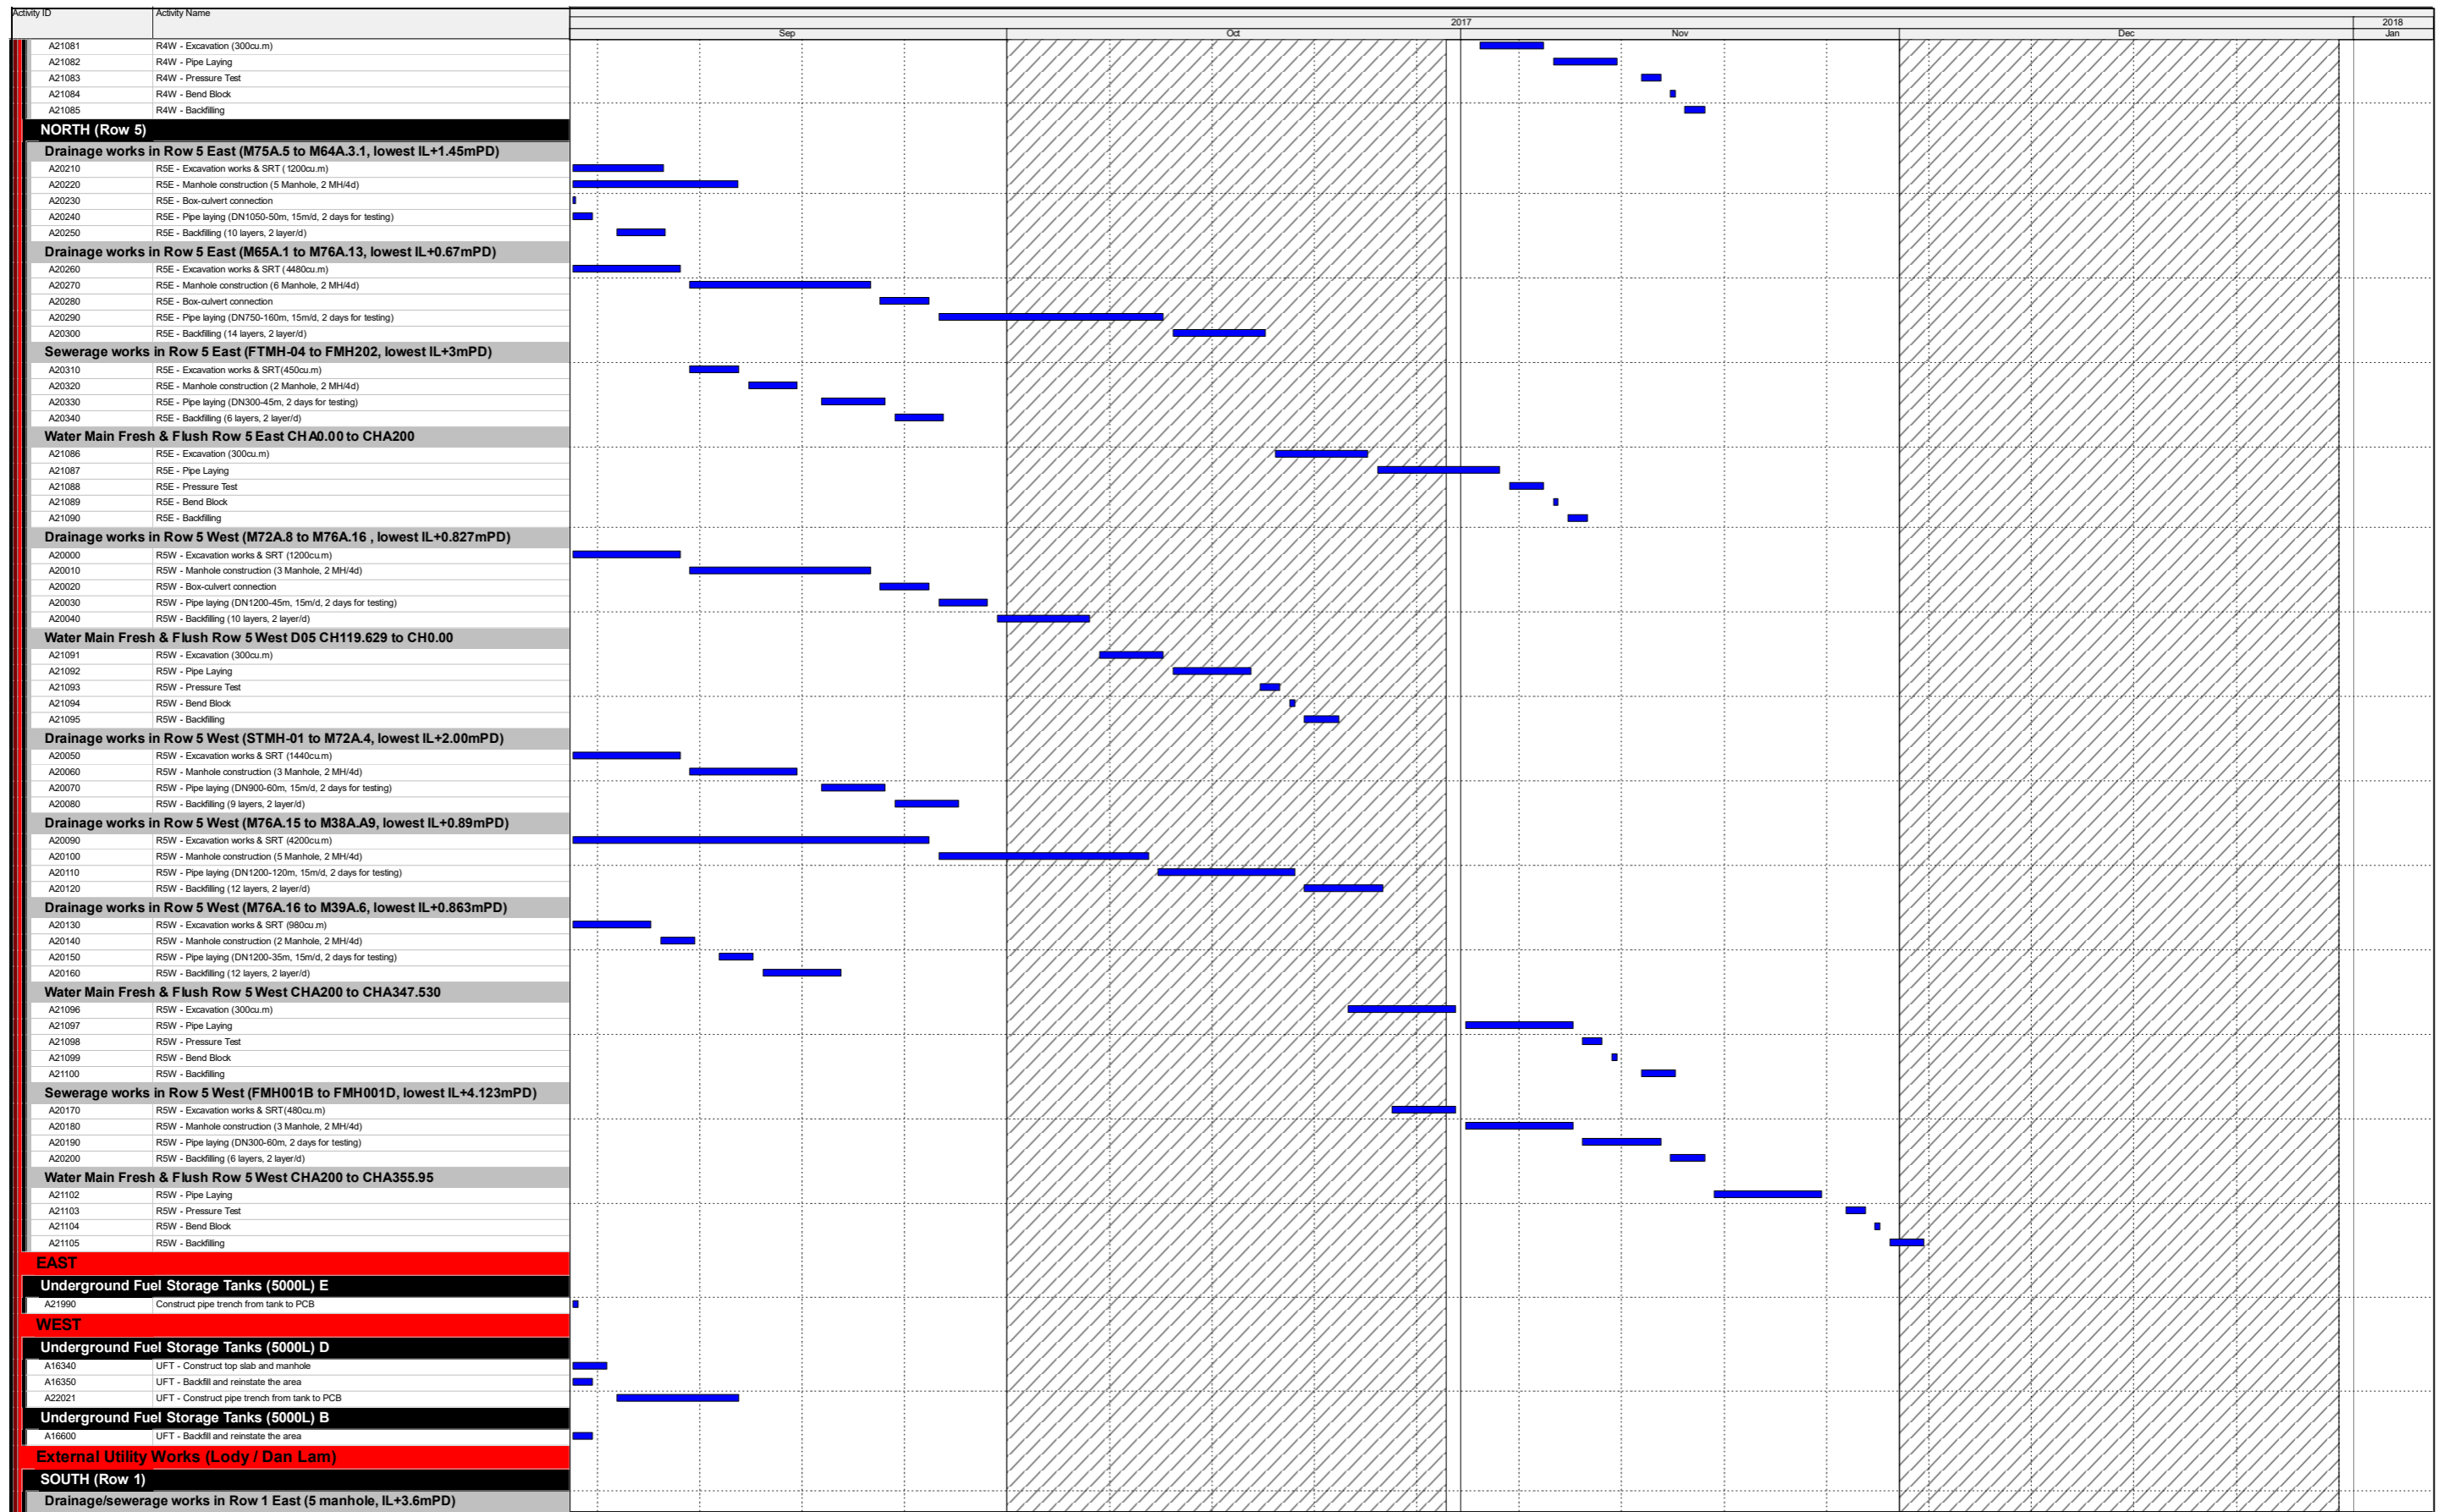 Activity ID Activity Name
2017 2018
Sep Oct Nov Dec Jan
A21081 R4W - Excavation (300cu.m)
A21082 R4W - Pipe Laying
A21083 R4W - Pressure Test
A21084 R4W - Bend Block
A21085 R4W - Backfilling
NORTH (Row 5)
Drainage works in Row 5 East (M75A.5 to M64A.3.1, lowest IL+1.45mPD)
A20210 R5E - Excavation works & SRT (1200cu.m)
A20220 R5E - Manhole construction (5 Manhole, 2 MH/4d)
A20230 R5E - Box-culvert connection
A20240 R5E - Pipe laying (DN1050-50m, 15m/d, 2 days for testing)
A20250 R5E - Backfilling (10 layers, 2 layer/d)
Drainage works in Row 5 East (M65A.1 to M76A.13, lowest IL+0.67mPD)
A20260 R5E - Excavation works & SRT (4480cu.m)
A20270 R5E - Manhole construction (6 Manhole, 2 MH/4d)
A20280 R5E - Box-culvert connection
A20290 R5E - Pipe laying (DN750-160m, 15m/d, 2 days for testing)
A20300 R5E - Backfilling (14 layers, 2 layer/d)
Sewerage works in Row 5 East (FTMH-04 to FMH202, lowest IL+3mPD)
A20310 R5E - Excavation works & SRT(450cu.m)
A20320 R5E - Manhole construction (2 Manhole, 2 MH/4d)
A20330 R5E - Pipe laying (DN300-45m, 2 days for testing)
A20340 R5E - Backfilling (6 layers, 2 layer/d)
Water Main Fresh & Flush Row 5 East CHA0.00 to CHA200
A21086 R5E - Excavation (300cu.m)
A21087 R5E - Pipe Laying
A21088 R5E - Pressure Test
A21089 R5E - Bend Block
A21090 R5E - Backfilling
Drainage works in Row 5 West (M72A.8 to M76A.16 , lowest IL+0.827mPD)
A20000 R5W - Excavation works & SRT (1200cu.m)
A20010 R5W - Manhole construction (3 Manhole, 2 MH/4d)
A20020 R5W - Box-culvert connection
A20030 R5W - Pipe laying (DN1200-45m, 15m/d, 2 days for testing)
A20040 R5W - Backfilling (10 layers, 2 layer/d)
Water Main Fresh & Flush Row 5 West D05 CH119.629 to CH0.00
A21091 R5W - Excavation (300cu.m)
A21092 R5W - Pipe Laying
A21093 R5W - Pressure Test
A21094 R5W - Bend Block
A21095 R5W - Backfilling
Drainage works in Row 5 West (STMH-01 to M72A.4, lowest IL+2.00mPD)
A20050 R5W - Excavation works & SRT (1440cu.m)
A20060 R5W - Manhole construction (3 Manhole, 2 MH/4d)
A20070 R5W - Pipe laying (DN900-60m, 15m/d, 2 days for testing)
A20080 R5W - Backfilling (9 layers, 2 layer/d)
Drainage works in Row 5 West (M76A.15 to M38A.A9, lowest IL+0.89mPD)
A20090 R5W - Excavation works & SRT (4200cu.m)
A20100 R5W - Manhole construction (5 Manhole, 2 MH/4d)
A20110 R5W - Pipe laying (DN1200-120m, 15m/d, 2 days for testing)
A20120 R5W - Backfilling (12 layers, 2 layer/d)
Drainage works in Row 5 West (M76A.16 to M39A.6, lowest IL+0.863mPD)
A20130 R5W - Excavation works & SRT (980cu.m)
A20140 R5W - Manhole construction (2 Manhole, 2 MH/4d)
A20150 R5W - Pipe laying (DN1200-35m, 15m/d, 2 days for testing)
A20160 R5W - Backfilling (12 layers, 2 layer/d)
Water Main Fresh & Flush Row 5 West CHA200 to CHA347.530
A21096 R5W - Excavation (300cu.m)
A21097 R5W - Pipe Laying
A21098 R5W - Pressure Test
A21099 R5W - Bend Block
A21100 R5W - Backfilling
Sewerage works in Row 5 West (FMH001B to FMH001D, lowest IL+4.123mPD)
A20170 R5W - Excavation works & SRT(480cu.m)
A20180 R5W - Manhole construction (3 Manhole, 2 MH/4d)
A20190 R5W - Pipe laying (DN300-60m, 2 days for testing)
A20200 R5W - Backfilling (6 layers, 2 layer/d)
Water Main Fresh & Flush Row 5 West CHA200 to CHA355.95
A21102 R5W - Pipe Laying
A21103 R5W - Pressure Test
A21104 R5W - Bend Block
A21105 R5W - Backfilling
EAST
Underground Fuel Storage Tanks (5000L) E
A21990 Construct pipe trench from tank to PCB
WEST
Underground Fuel Storage Tanks (5000L) D
A16340 UFT - Construct top slab and manhole
A16350 UFT - Backfill and reinstate the area
A22021 UFT - Construct pipe trench from tank to PCB
Underground Fuel Storage Tanks (5000L) B
A16600 UFT - Backfill and reinstate the area
External Utility Works (Lody / Dan Lam)
SOUTH (Row 1)
Drainage/sewerage works in Row 1 East (5 manhole, IL+3.6mPD)